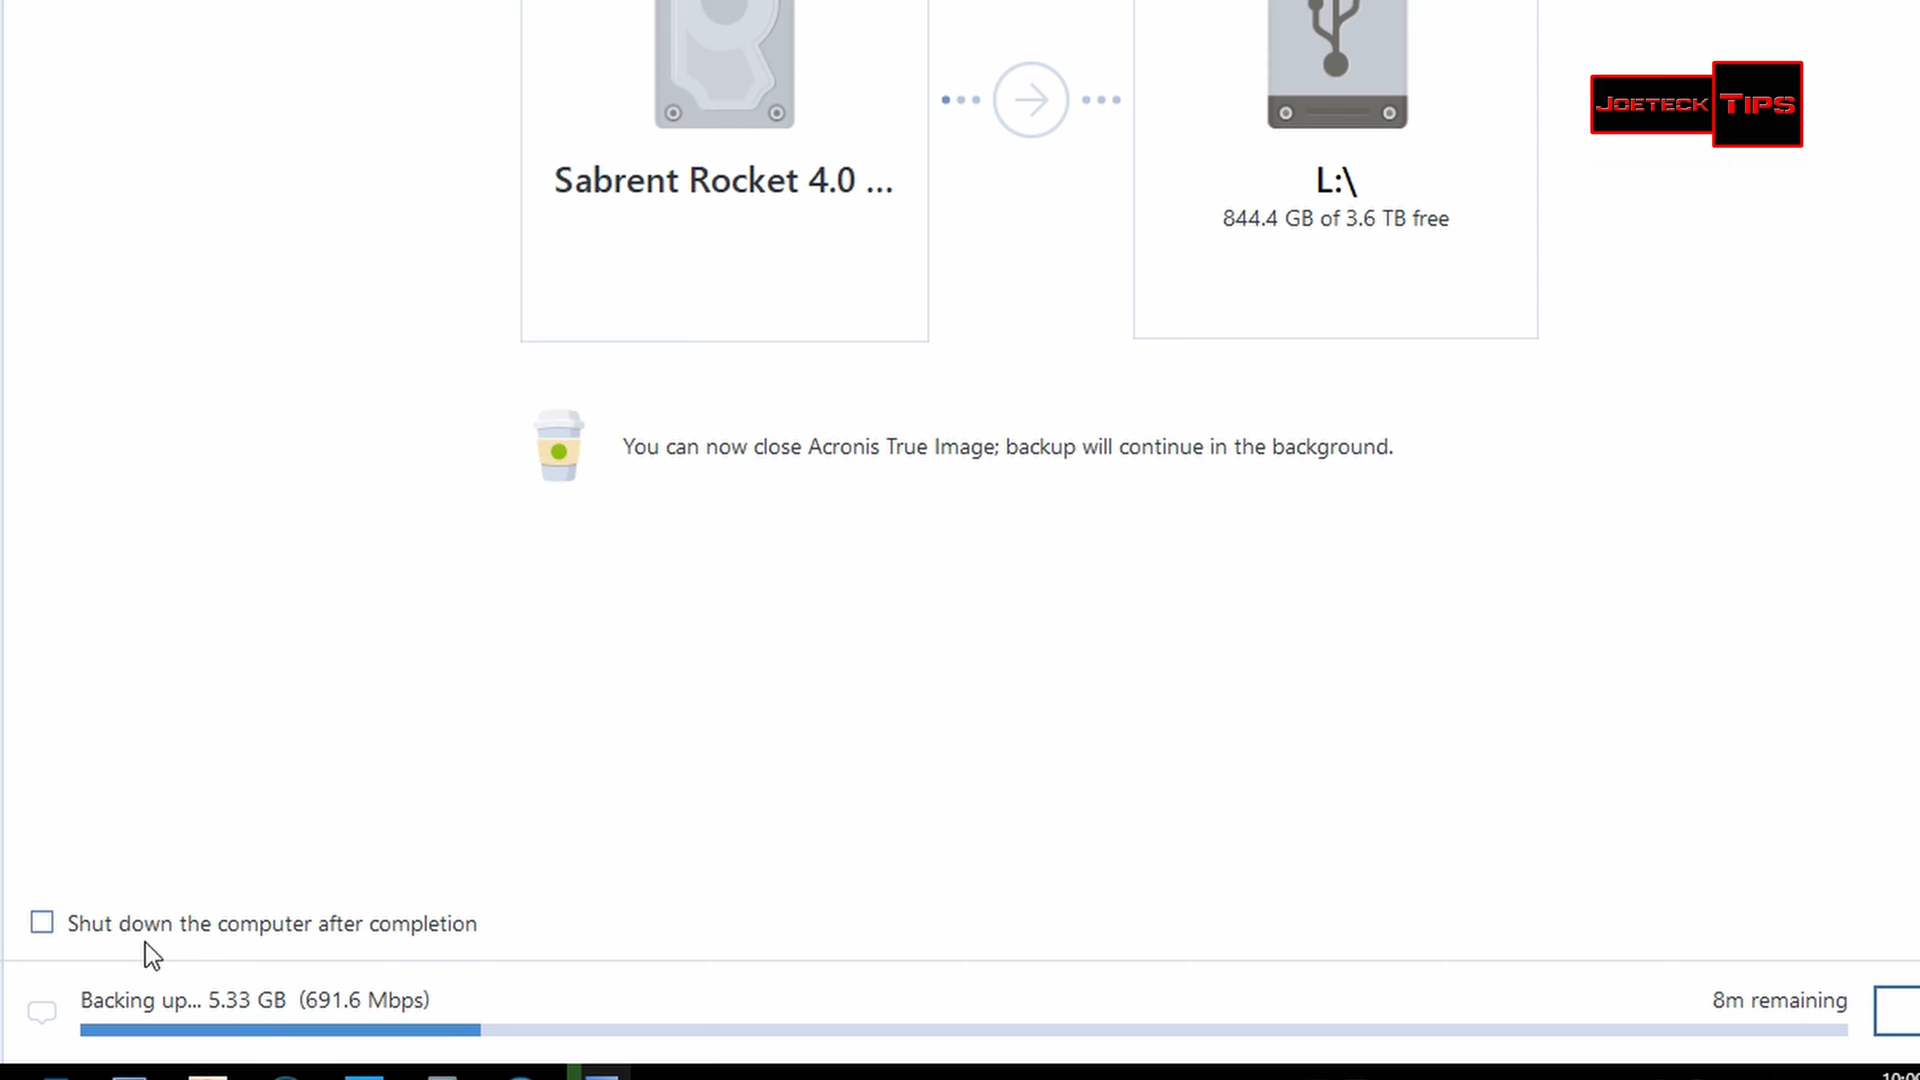 JOETECK TIPS
Sabrent Rocket 4.0 ...
L:\
844.4 GB of 3.6 TB free
You can now close Acronis True Image; backup will continue in the background.
Shut down the computer after completion
Backing up... 5.33 GB (691.6 Mbps)
8m remaining